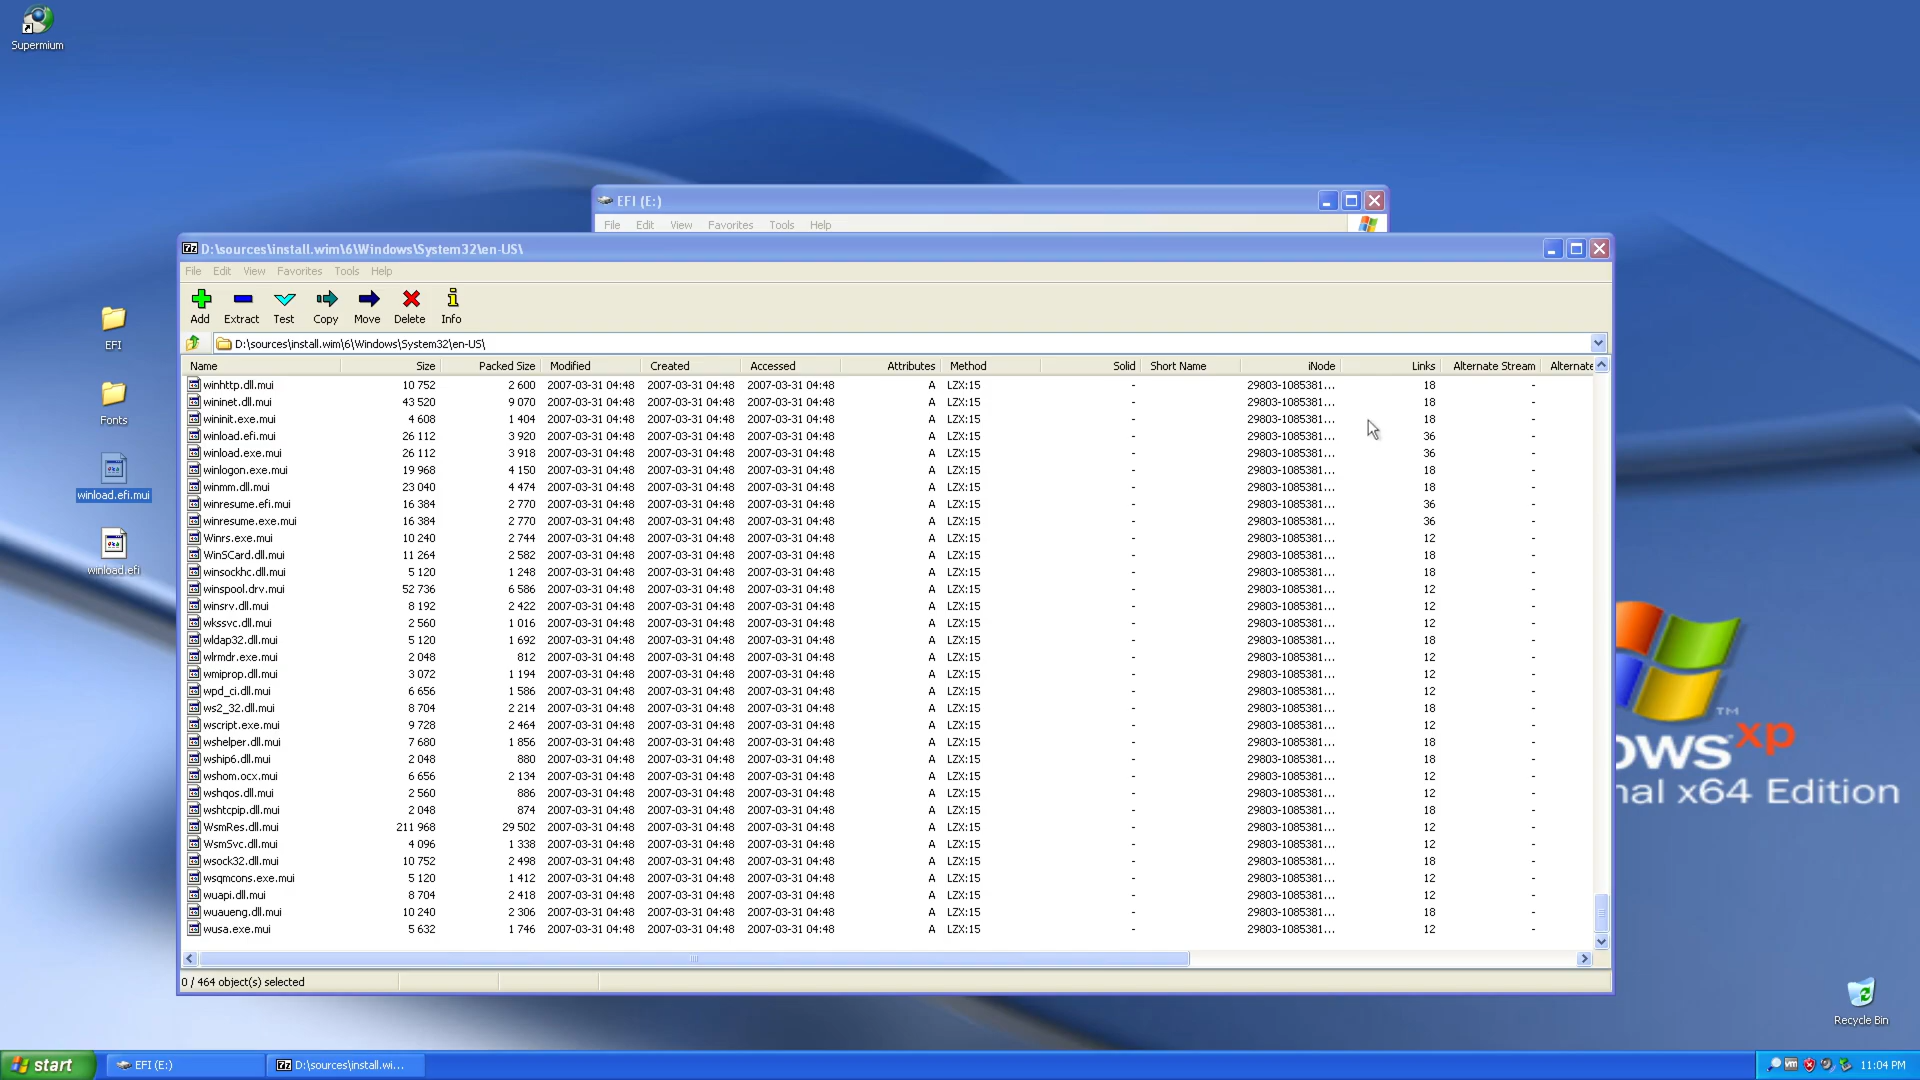 Supermium
EFI (E:)
File Edit View Favorites Tools Help
D:\sources\install.wim\6\Windows\System32\en-US\
File Edit View Favorites Tools Help
Add Extract Test Copy Move Delete Info
D:\sources\install.wim\6\Windows\System32\en-US\
Name Size Packed Size Modified Created Accessed Attributes Method Solid Short Name iNode Links Alternate Stream Alternate
winhttp.dll.mui 10 752 2 600 2007-03-31 04:48 2007-03-31 04:48 2007-03-31 04:48 A LZX:15 - 29803-1085381... 18 -
wininet.dll.mui 43 520 9 070 2007-03-31 04:48 2007-03-31 04:48 2007-03-31 04:48 A LZX:15 - 29803-1085381... 18 -
wininit.exe.mui 4 608 1 404 2007-03-31 04:48 2007-03-31 04:48 2007-03-31 04:48 A LZX:15 - 29803-1085381... 18 -
winload.efi.mui 26 112 3 920 2007-03-31 04:48 2007-03-31 04:48 2007-03-31 04:48 A LZX:15 - 29803-1085381... 36 -
winload.exe.mui 26 112 3 918 2007-03-31 04:48 2007-03-31 04:48 2007-03-31 04:48 A LZX:15 - 29803-1085381... 36 -
winlogon.exe.mui 19 968 4 150 2007-03-31 04:48 2007-03-31 04:48 2007-03-31 04:48 A LZX:15 - 29803-1085381... 18 -
winmm.dll.mui 23 040 4 474 2007-03-31 04:48 2007-03-31 04:48 2007-03-31 04:48 A LZX:15 - 29803-1085381... 18 -
winresume.efi.mui 16 384 2 770 2007-03-31 04:48 2007-03-31 04:48 2007-03-31 04:48 A LZX:15 - 29803-1085381... 36 -
winresume.exe.mui 16 384 2 770 2007-03-31 04:48 2007-03-31 04:48 2007-03-31 04:48 A LZX:15 - 29803-1085381... 36 -
Winrs.exe.mui 10 240 2 744 2007-03-31 04:48 2007-03-31 04:48 2007-03-31 04:48 A LZX:15 - 29803-1085381... 12 -
WinSCard.dll.mui 11 264 2 582 2007-03-31 04:48 2007-03-31 04:48 2007-03-31 04:48 A LZX:15 - 29803-1085381... 18 -
winsockhc.dll.mui 5 120 1 248 2007-03-31 04:48 2007-03-31 04:48 2007-03-31 04:48 A LZX:15 - 29803-1085381... 18 -
winspool.drv.mui 52 736 6 586 2007-03-31 04:48 2007-03-31 04:48 2007-03-31 04:48 A LZX:15 - 29803-1085381... 12 -
winsrv.dll.mui 8 192 2 422 2007-03-31 04:48 2007-03-31 04:48 2007-03-31 04:48 A LZX:15 - 29803-1085381... 18 -
wkssvc.dll.mui 2 560 1 016 2007-03-31 04:48 2007-03-31 04:48 2007-03-31 04:48 A LZX:15 - 29803-1085381... 12 -
wldap32.dll.mui 5 120 1 692 2007-03-31 04:48 2007-03-31 04:48 2007-03-31 04:48 A LZX:15 - 29803-1085381... 18 -
wlrmdr.exe.mui 2 048 812 2007-03-31 04:48 2007-03-31 04:48 2007-03-31 04:48 A LZX:15 - 29803-1085381... 12 -
wmiprop.dll.mui 3 072 1 194 2007-03-31 04:48 2007-03-31 04:48 2007-03-31 04:48 A LZX:15 - 29803-1085381... 12 -
wpd_ci.dll.mui 6 656 1 586 2007-03-31 04:48 2007-03-31 04:48 2007-03-31 04:48 A LZX:15 - 29803-1085381... 12 -
ws2_32.dll.mui 8 704 2 214 2007-03-31 04:48 2007-03-31 04:48 2007-03-31 04:48 A LZX:15 - 29803-1085381... 18 -
wscript.exe.mui 9 728 2 464 2007-03-31 04:48 2007-03-31 04:48 2007-03-31 04:48 A LZX:15 - 29803-1085381... 12 -
wshelper.dll.mui 7 680 1 856 2007-03-31 04:48 2007-03-31 04:48 2007-03-31 04:48 A LZX:15 - 29803-1085381... 18 -
wship6.dll.mui 2 048 880 2007-03-31 04:48 2007-03-31 04:48 2007-03-31 04:48 A LZX:15 - 29803-1085381... 18 -
wshom.ocx.mui 6 656 2 134 2007-03-31 04:48 2007-03-31 04:48 2007-03-31 04:48 A LZX:15 - 29803-1085381... 12 -
wshqos.dll.mui 2 560 886 2007-03-31 04:48 2007-03-31 04:48 2007-03-31 04:48 A LZX:15 - 29803-1085381... 12 -
wshtcpip.dll.mui 2 048 874 2007-03-31 04:48 2007-03-31 04:48 2007-03-31 04:48 A LZX:15 - 29803-1085381... 18 -
WsmRes.dll.mui 211 968 29 502 2007-03-31 04:48 2007-03-31 04:48 2007-03-31 04:48 A LZX:15 - 29803-1085381... 12 -
WsmSvc.dll.mui 4 096 1 338 2007-03-31 04:48 2007-03-31 04:48 2007-03-31 04:48 A LZX:15 - 29803-1085381... 12 -
wsock32.dll.mui 10 752 2 498 2007-03-31 04:48 2007-03-31 04:48 2007-03-31 04:48 A LZX:15 - 29803-1085381... 18 -
wsqmcons.exe.mui 5 120 1 412 2007-03-31 04:48 2007-03-31 04:48 2007-03-31 04:48 A LZX:15 - 29803-1085381... 12 -
wuapi.dll.mui 8 704 2 418 2007-03-31 04:48 2007-03-31 04:48 2007-03-31 04:48 A LZX:15 - 29803-1085381... 12 -
wuaueng.dll.mui 10 240 2 306 2007-03-31 04:48 2007-03-31 04:48 2007-03-31 04:48 A LZX:15 - 29803-1085381... 18 -
wusa.exe.mui 5 632 1 746 2007-03-31 04:48 2007-03-31 04:48 2007-03-31 04:48 A LZX:15 - 29803-1085381... 12 -
0 / 464 object(s) selected
EFI
Fonts
winload.efi.mui
winload.efi
TM
ows xp
nal x64 Edition
Recycle Bin
start EFI (E:) D:\sources\install.wi... 11:04 PM